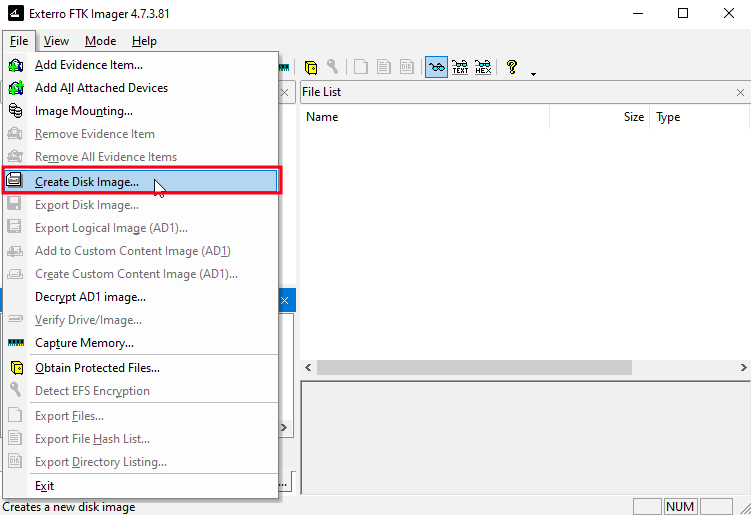 Exterro FTK Imager 4.7.3.81
File View Mode Help
Add Evidence Item...
Add All Attached Devices
Image Mounting...
Remove Evidence Item
Remove All Evidence Items
Create Disk Image...
Export Disk Image...
Export Logical Image (AD1)...
Add to Custom Content Image (AD1)
Create Custom Content Image (AD1)...
Decrypt AD1 image...
Verify Drive/Image...
Capture Memory...
Obtain Protected Files...
Detect EFS Encryption
Export Files...
Export File Hash List...
Export Directory Listing...
Exit
TEXT HEX
File List
Name Size Type
...
Creates a new disk image
NUM